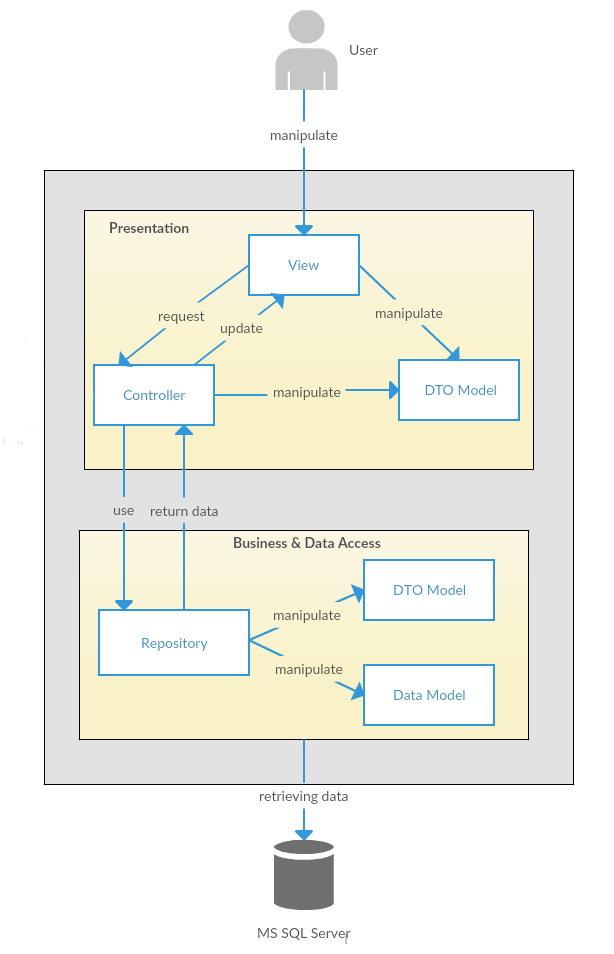 User
manipulate
Presentation
View
request
update
manipulate
Controller
manipulate
DTO Model
use
return data
Business & Data Access
DTO Model
manipulate
Repository
manipulate
Data Model
retrieving data
MS SQL Server